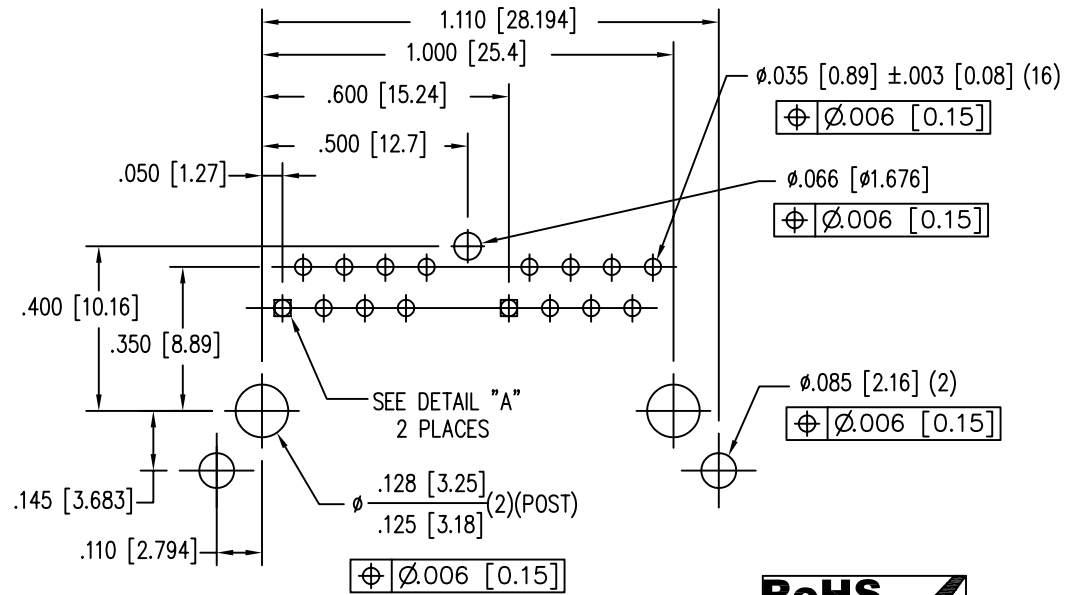 1.110 [28.194]
1.000 [25.4]
.600 [15.24]
.500 [12.7]
.050 [1.27]
ø.035 [0.89] ±.003 [0.08] (16)
⌖ Ø.006 [0.15]
ø.066 [ø1.676]
⌖ Ø.006 [0.15]
.400 [10.16]
.350 [8.89]
SEE DETAIL "A"
2 PLACES
ø.085 [2.16] (2)
⌖ Ø.006 [0.15]
.145 [3.683]
ø .128 [3.25]
.125 [3.18] (2)(POST)
.110 [2.794]
⌖ Ø.006 [0.15]
RoHS